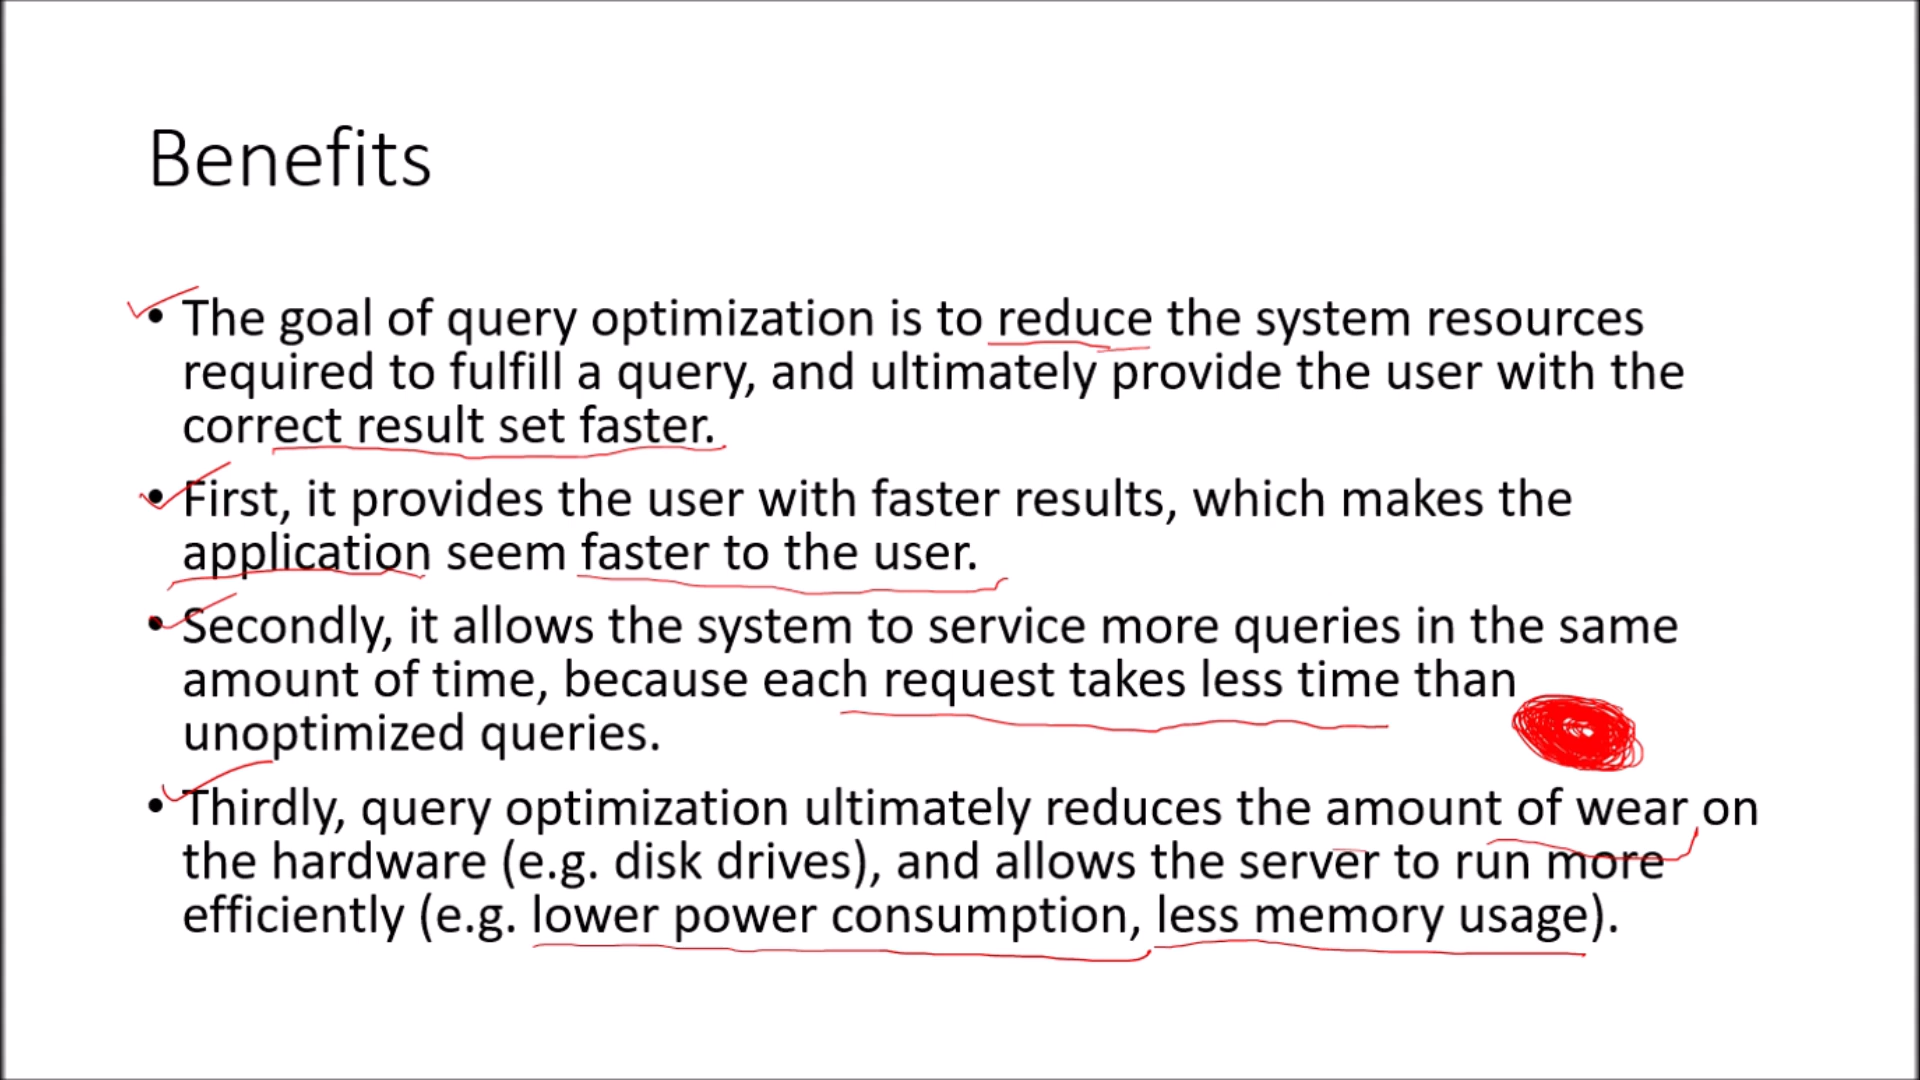 Benefits
• The goal of query optimization is to reduce the system resources
required to fulfill a query, and ultimately provide the user with the
correct result set faster.
• First, it provides the user with faster results, which makes the
application seem faster to the user.
• Secondly, it allows the system to service more queries in the same
amount of time, because each request takes less time than
unoptimized queries.
• Thirdly, query optimization ultimately reduces the amount of wear on
the hardware (e.g. disk drives), and allows the server to run more
efficiently (e.g. lower power consumption, less memory usage).